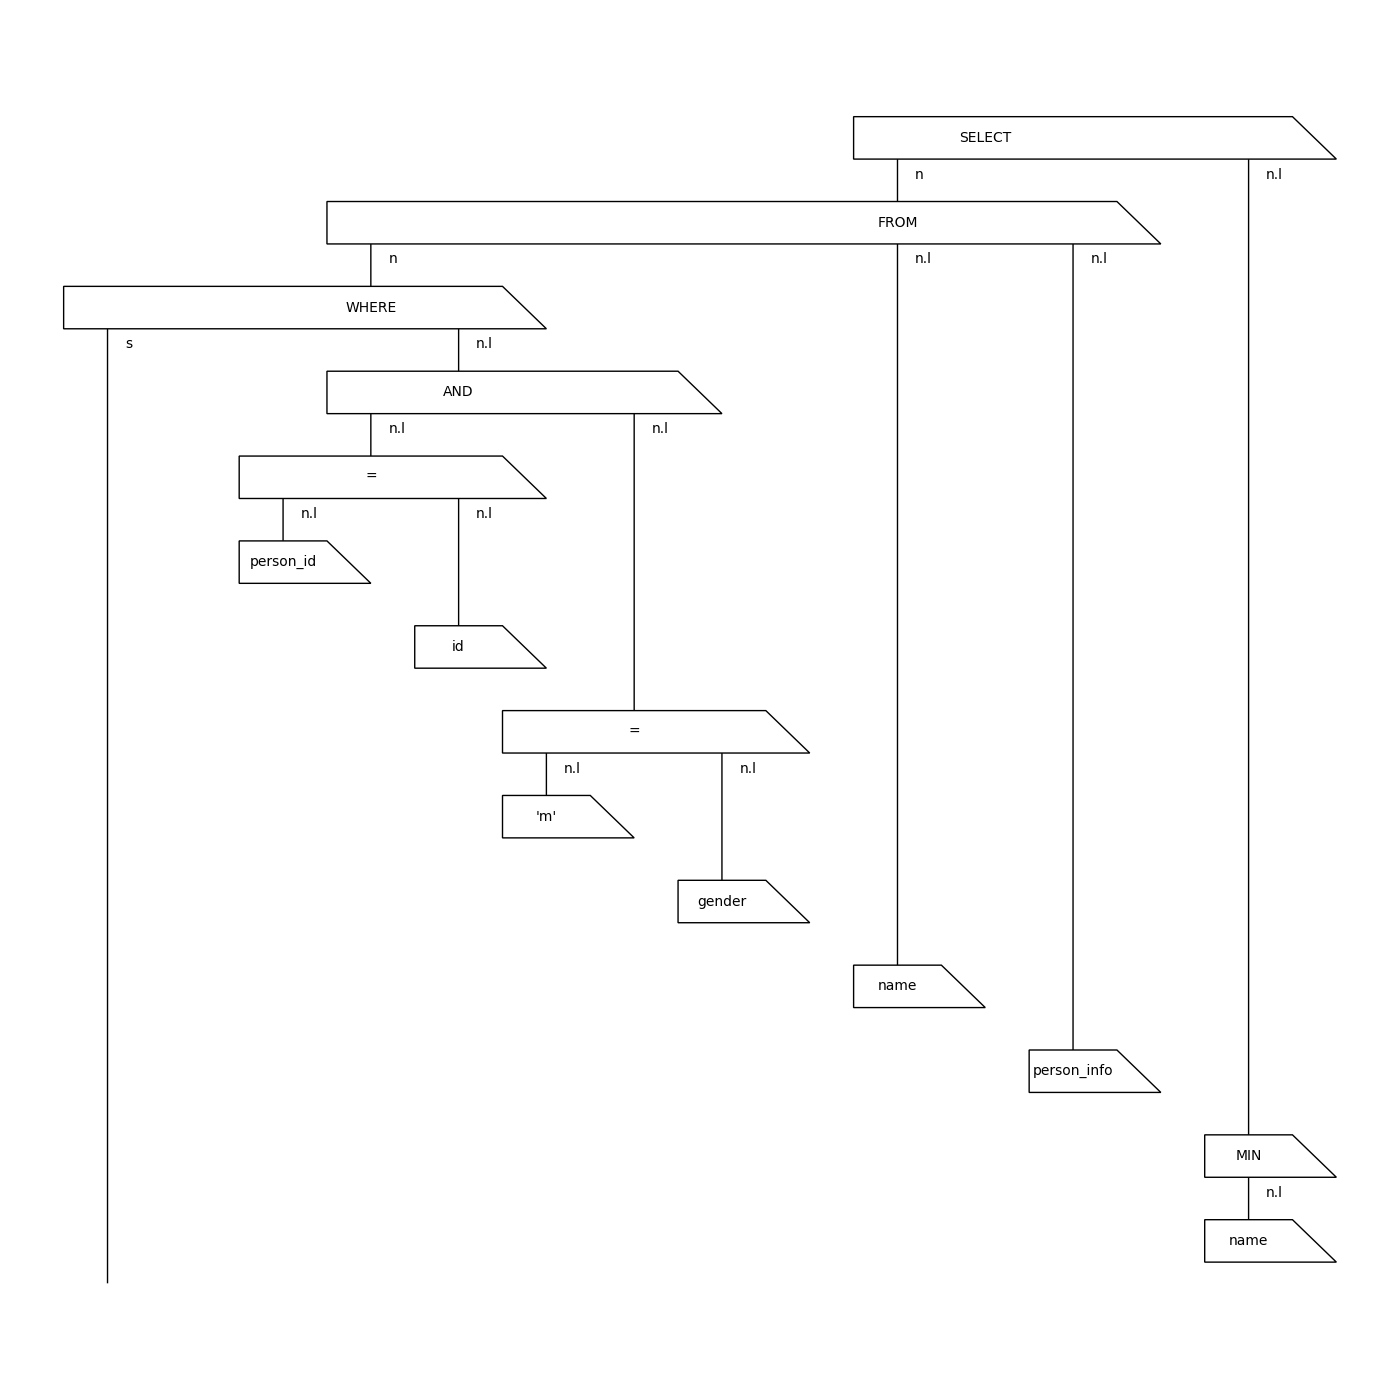 SELECT
n n.l
FROM
n n.l n.l
WHERE
s n.l
AND
n.l n.l
=
n.l n.l
person_id
id
=
n.l n.l
'm'
gender
name
person_info
MIN
n.l
name